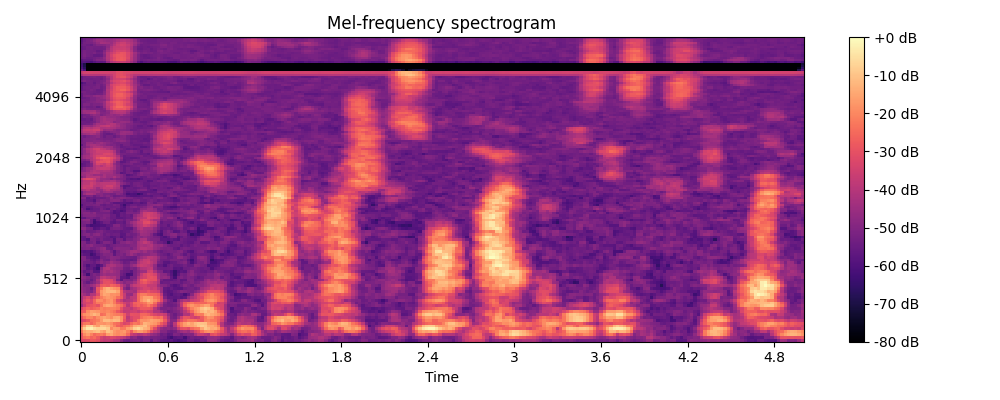 Mel-frequency spectrogram
Hz
4096
2048
1024
512
0
0 0.6 1.2 1.8 2.4 3 3.6 4.2 4.8
Time
+0 dB
-10 dB
-20 dB
-30 dB
-40 dB
-50 dB
-60 dB
-70 dB
-80 dB